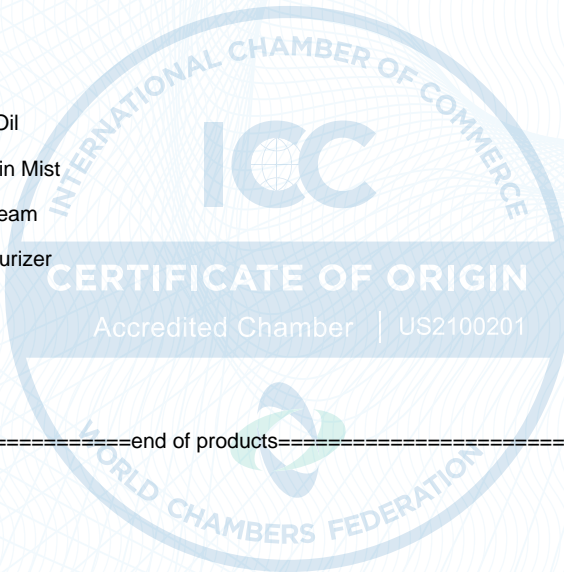 INTERNATIONAL CHAMBER OF COMMERCE
Oil
ICC
in Mist
eam
urizer
CERTIFICATE OF ORIGIN
Accredited Chamber | US2100201
===========end of products=======================
WORLD CHAMBERS FEDERATION